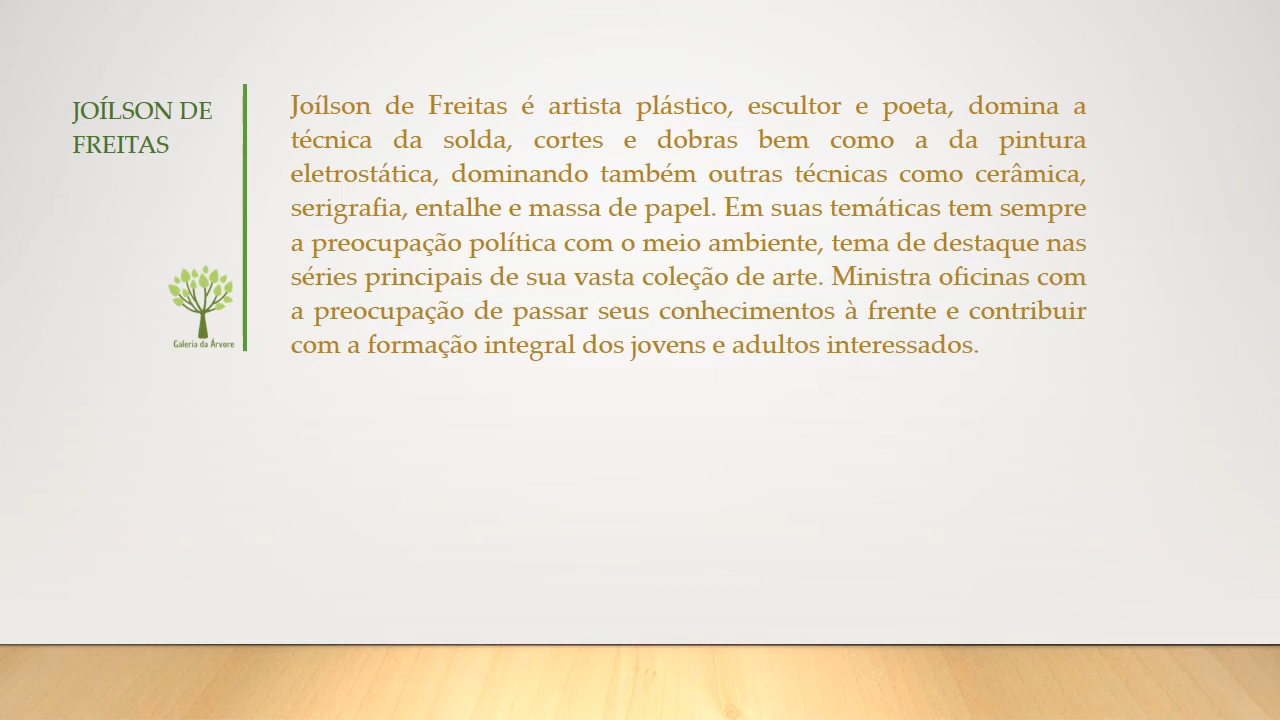 JOÍLSON DE
FREITAS
Galeria da Árvore
Joílson de Freitas é artista plástico, escultor e poeta, domina a
técnica da solda, cortes e dobras bem como a da pintura
eletrostática, dominando também outras técnicas como cerâmica,
serigrafia, entalhe e massa de papel. Em suas temáticas tem sempre
a preocupação política com o meio ambiente, tema de destaque nas
séries principais de sua vasta coleção de arte. Ministra oficinas com
a preocupação de passar seus conhecimentos à frente e contribuir
com a formação integral dos jovens e adultos interessados.